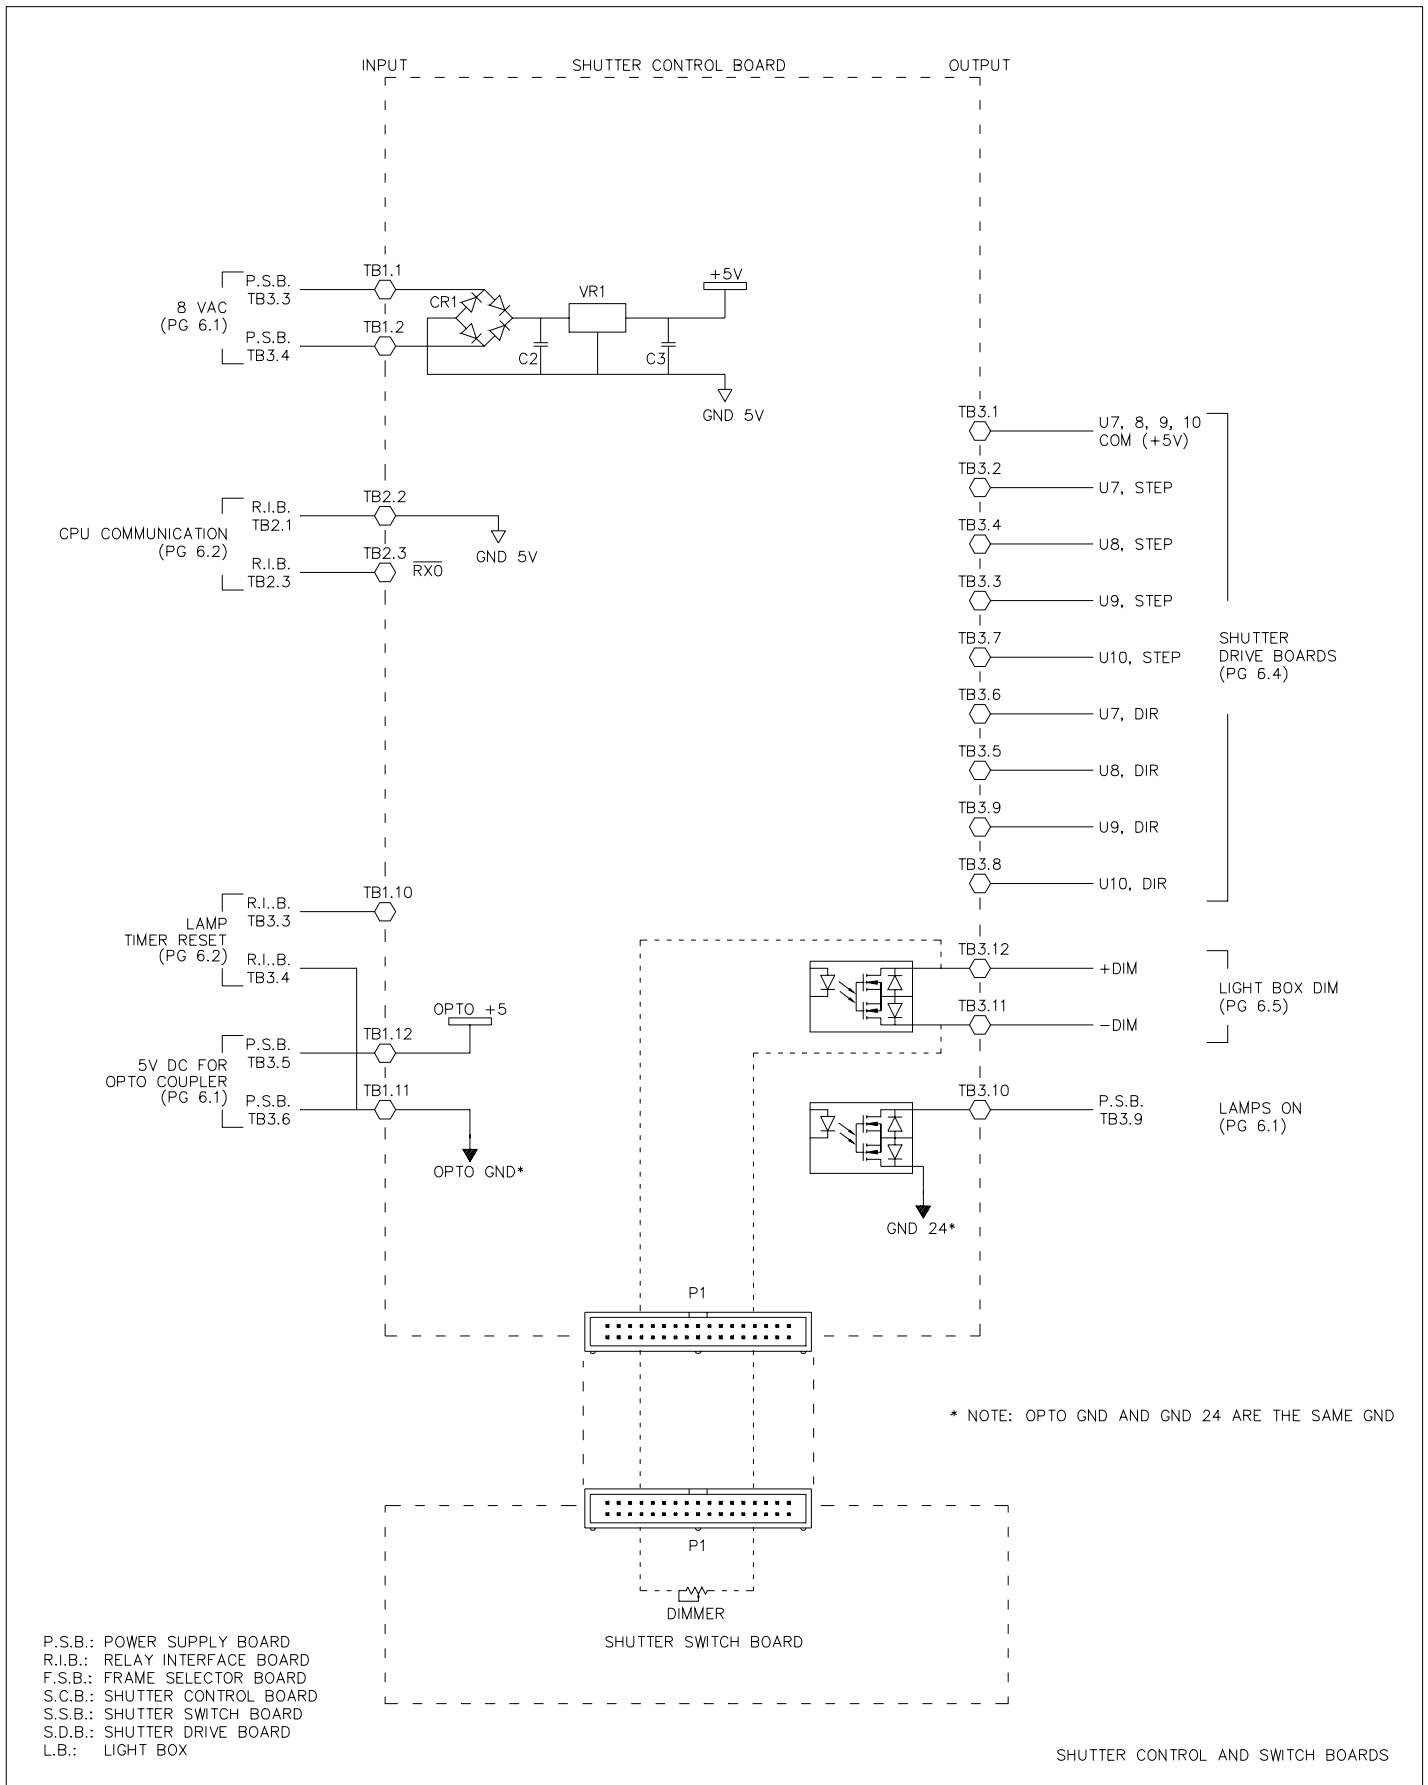 INPUT
SHUTTER CONTROL BOARD
OUTPUT
8 VAC
(PG 6.1)
P.S.B.
TB3.3
P.S.B.
TB3.4
TB1.1
TB1.2
CR1
C2
VR1
C3
+5V
GND 5V
CPU COMMUNICATION
(PG 6.2)
R.I.B.
TB2.1
R.I.B.
TB2.3
TB2.2
TB2.3
RX0
GND 5V
TB3.1
U7, 8, 9, 10
COM (+5V)
TB3.2
U7, STEP
TB3.4
U8, STEP
TB3.3
U9, STEP
TB3.7
U10, STEP
TB3.6
U7, DIR
TB3.5
U8, DIR
TB3.9
U9, DIR
TB3.8
U10, DIR
SHUTTER
DRIVE BOARDS
(PG 6.4)
LAMP
TIMER RESET
(PG 6.2)
R.I..B.
TB3.3
R.I..B.
TB3.4
TB1.10
5V DC FOR
OPTO COUPLER
(PG 6.1)
P.S.B.
TB3.5
P.S.B.
TB3.6
TB1.12
TB1.11
OPTO +5
OPTO GND*
TB3.12
+DIM
TB3.11
-DIM
LIGHT BOX DIM
(PG 6.5)
TB3.10
P.S.B.
TB3.9
LAMPS ON
(PG 6.1)
GND 24*
P1
* NOTE: OPTO GND AND GND 24 ARE THE SAME GND
P1
DIMMER
SHUTTER SWITCH BOARD
P.S.B.: POWER SUPPLY BOARD
R.I.B.: RELAY INTERFACE BOARD
F.S.B.: FRAME SELECTOR BOARD
S.C.B.: SHUTTER CONTROL BOARD
S.S.B.: SHUTTER SWITCH BOARD
S.D.B.: SHUTTER DRIVE BOARD
L.B.: LIGHT BOX
SHUTTER CONTROL AND SWITCH BOARDS